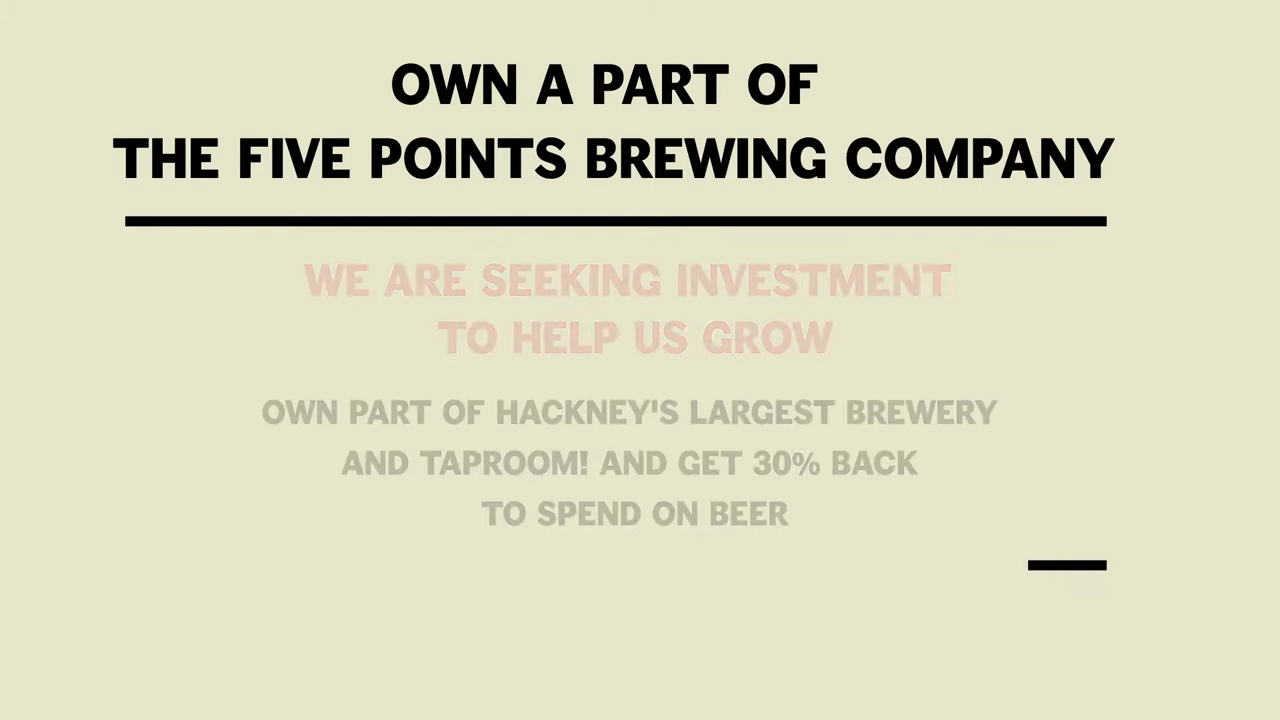 OWN A PART OF
THE FIVE POINTS BREWING COMPANY
WE ARE SEEKING INVESTMENT
TO HELP US GROW
OWN PART OF HACKNEY'S LARGEST BREWERY
AND TAPROOM! AND GET 30% BACK
TO SPEND ON BEER